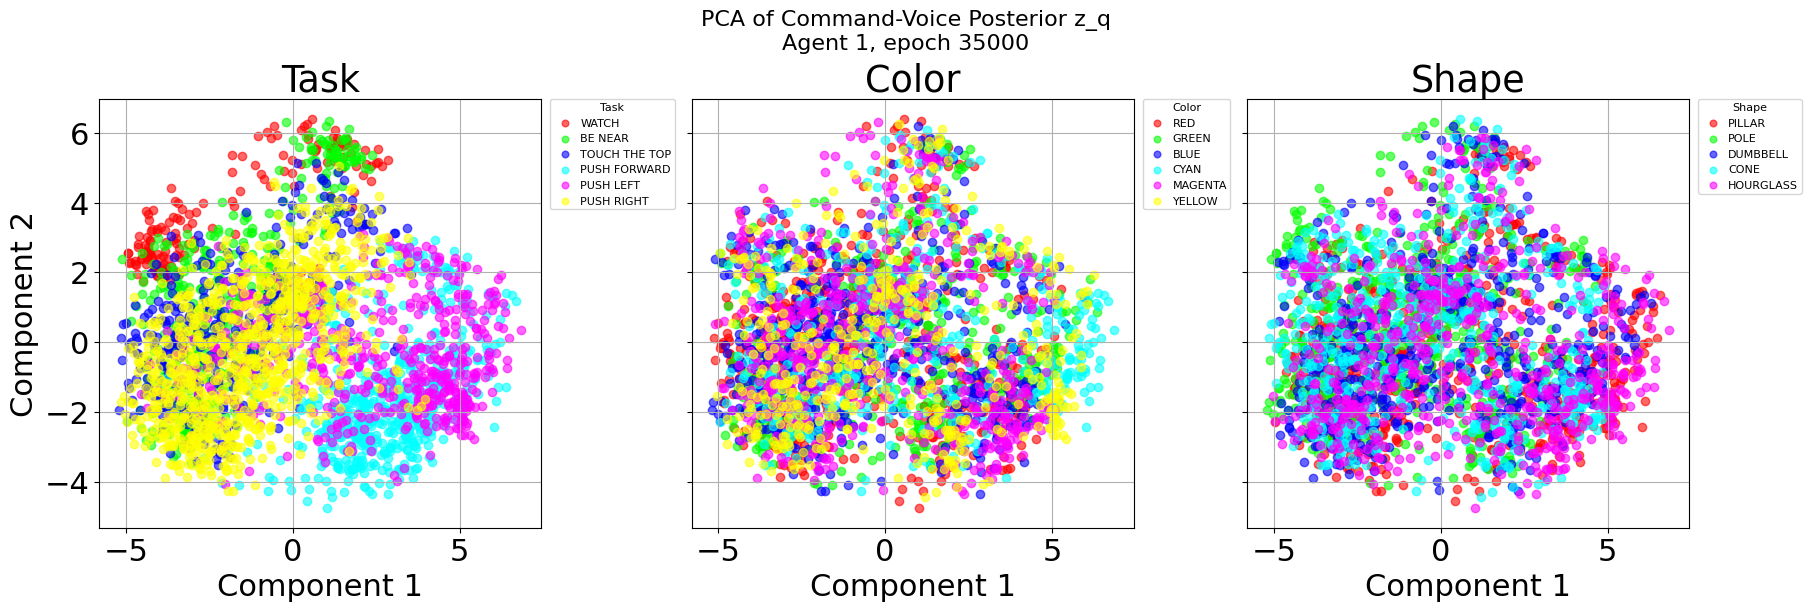 PCA of Command-Voice Posterior z_q
Agent 1, epoch 35000
Task
Component 2
6
4
2
0
−2
−4
−5
0
5
Component 1
Task
WATCH
BE NEAR
TOUCH THE TOP
PUSH FORWARD
PUSH LEFT
PUSH RIGHT
Color
−5
0
5
Component 1
Color
RED
GREEN
BLUE
CYAN
MAGENTA
YELLOW
Shape
−5
0
5
Component 1
Shape
PILLAR
POLE
DUMBBELL
CONE
HOURGLASS